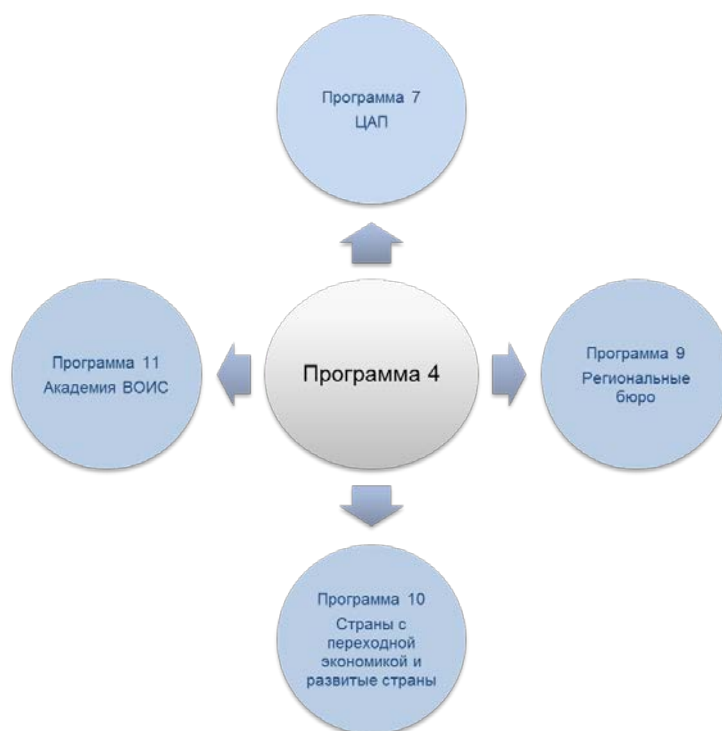 Программа 7
ЦАП
Программа 11
Академия ВОИС
Программа 4
Программа 9
Региональные
бюро
Программа 10
Страны с
переходной
экономикой и
развитые страны